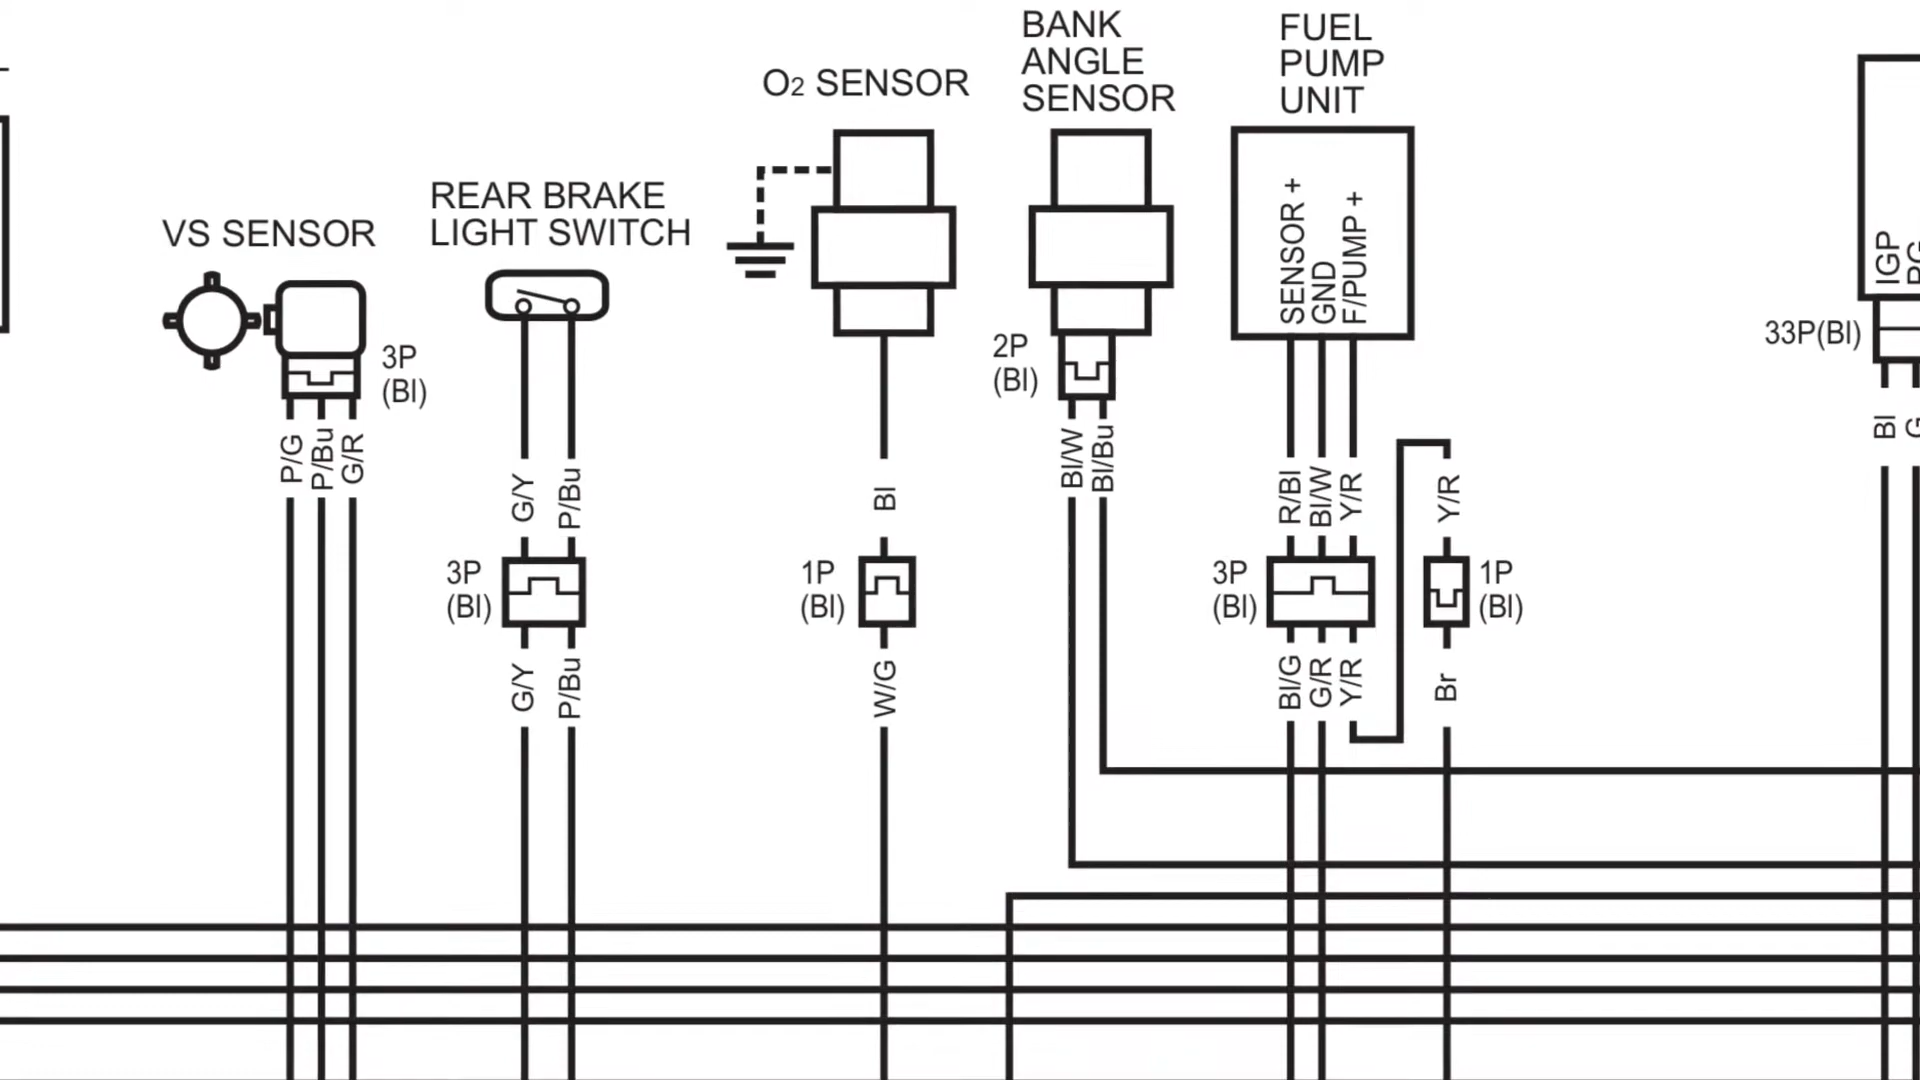 BANK
ANGLE
SENSOR
FUEL
PUMP
UNIT
O2 SENSOR
REAR BRAKE
LIGHT SWITCH
VS SENSOR
SENSOR +
GND
F/PUMP +
IGP
3P
(Bl)
2P
(Bl)
33P(Bl)
P/G
P/Bu
G/R
Bl/W
Bl/Bu
Bl
G/Y
P/Bu
Bl
R/Bl
Bl/W
Y/R
Y/R
3P
(Bl)
1P
(Bl)
3P
(Bl)
1P
(Bl)
G/Y
P/Bu
W/G
Bl/G
G/R
Y/R
Br